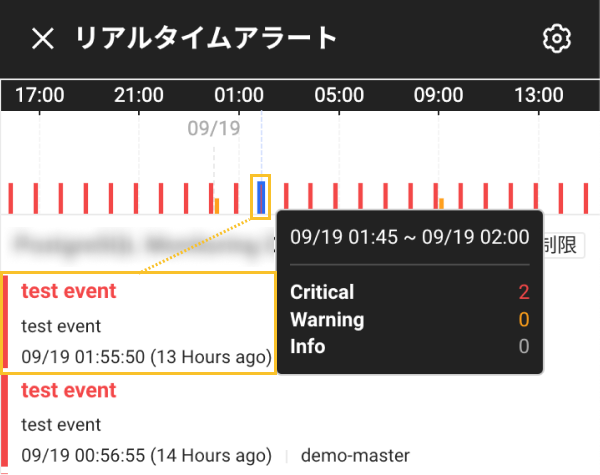 リアルタイムアラート
17:00 21:00 01:00 05:00 09:00 13:00
09/19
09/19 01:45 ~ 09/19 02:00
制限
Critical 2
Warning 0
Info 0
test event
test event
09/19 01:55:50 (13 Hours ago)
test event
test event
09/19 00:56:55 (14 Hours ago) demo-master